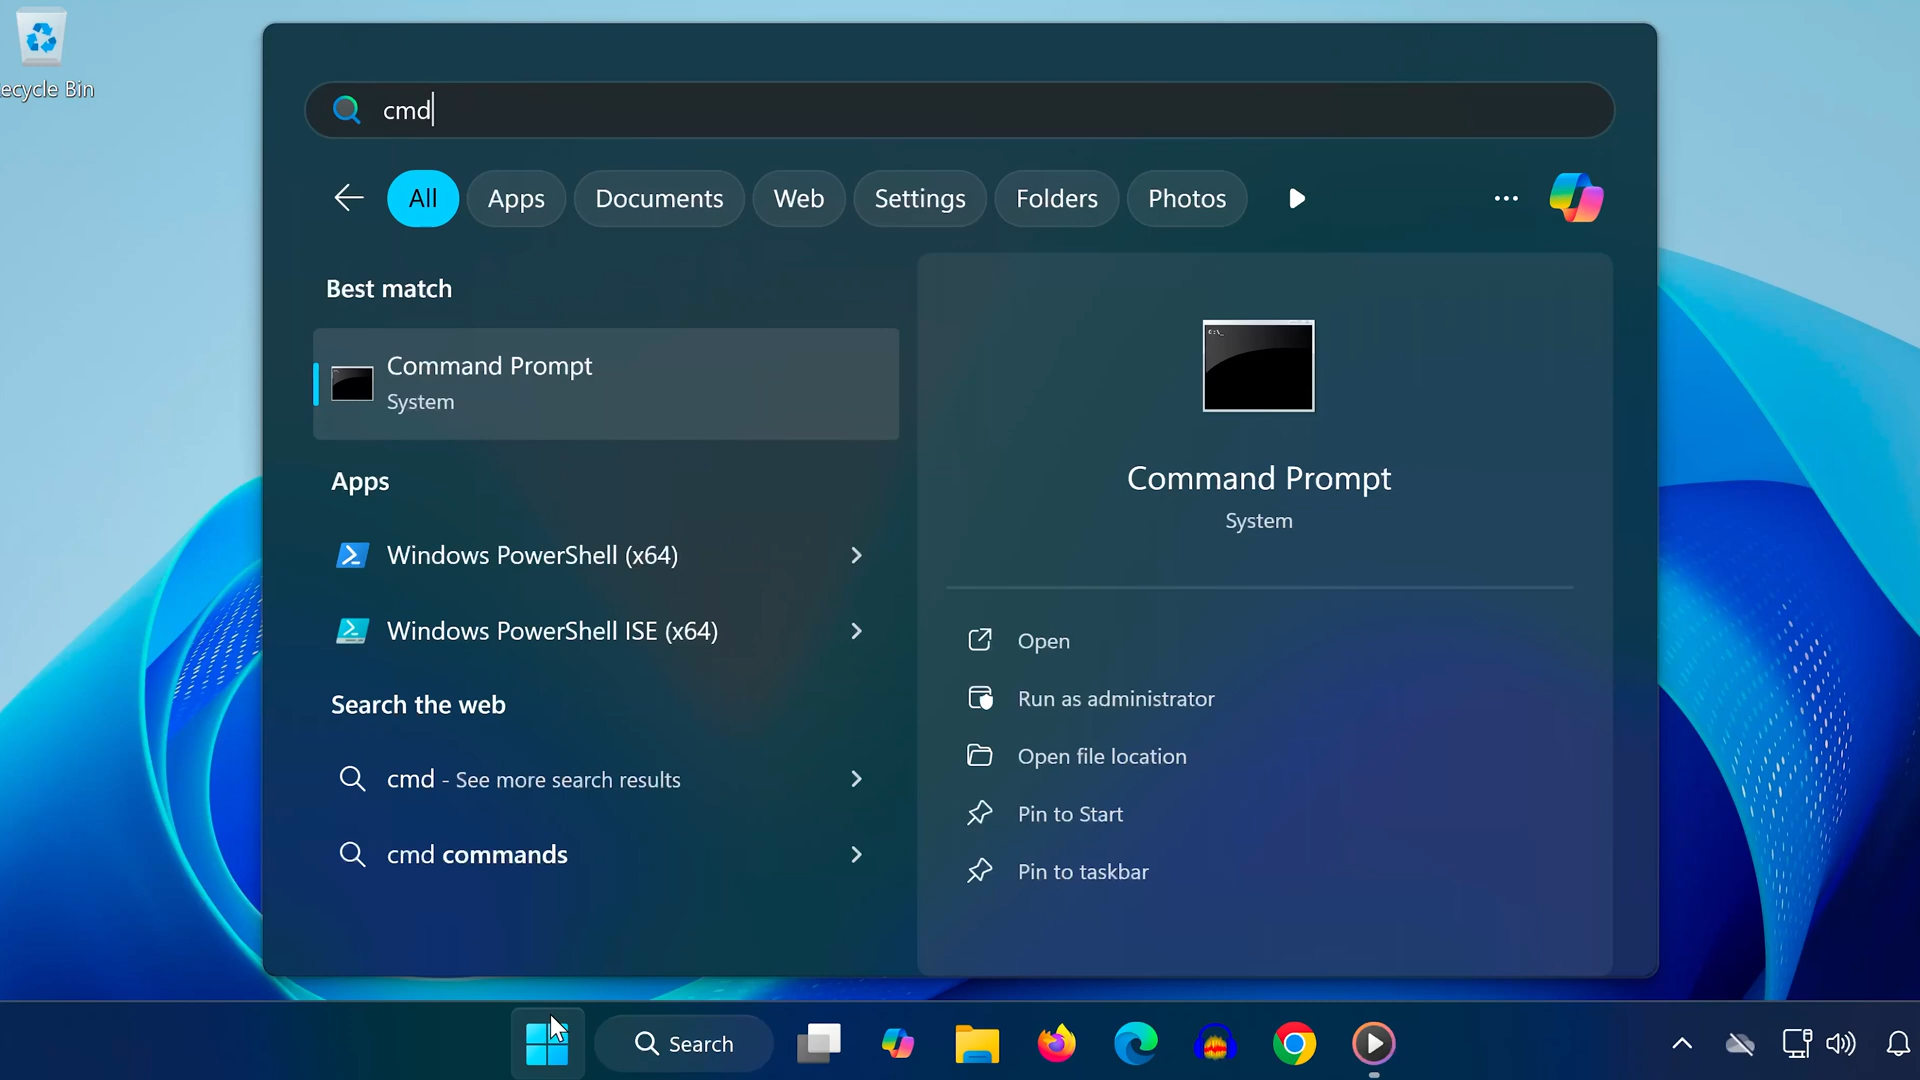 ecycle Bin
cmd
All Apps Documents Web Settings Folders Photos
Best match
Command Prompt
System
Apps
Windows PowerShell (x64)
Windows PowerShell ISE (x64)
Search the web
cmd - See more search results
cmd commands
C:\_
Command Prompt
System
Open
Run as administrator
Open file location
Pin to Start
Pin to taskbar
Search